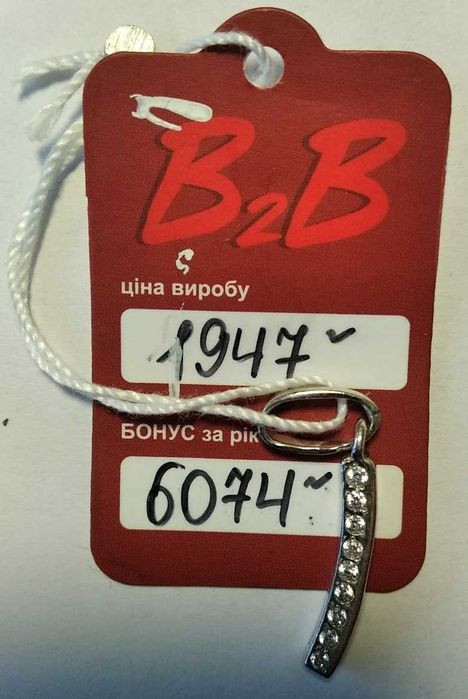 B2B
ціна виробу
1947~
БОНУС за рік
6074~